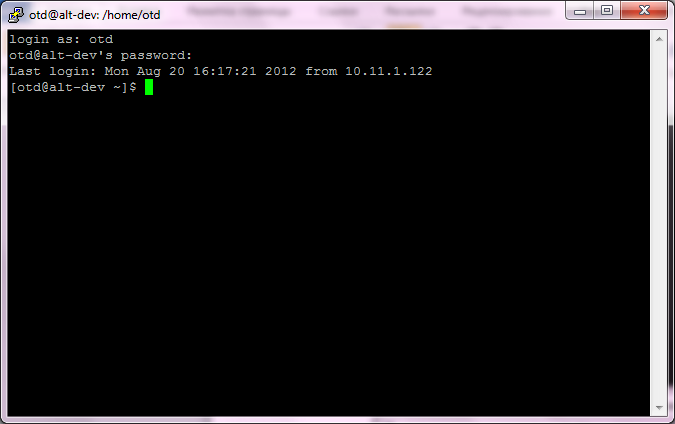 otd@alt-dev: /home/otd
login as: otd
otd@alt-dev's password:
Last login: Mon Aug 20 16:17:21 2012 from 10.11.1.122
[otd@alt-dev ~]$